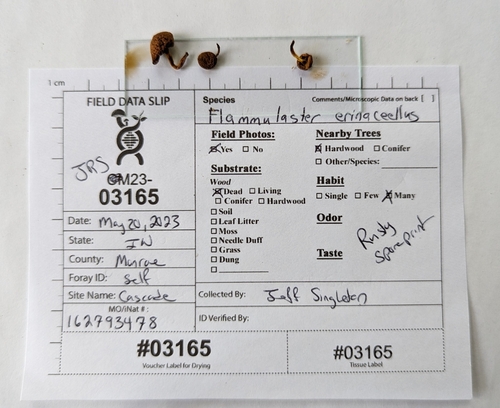 1 cm
FIELD DATA SLIP
JRS
CM23-
03165
Date: May 20, 2023
State: IN
County: Monroe
Foray ID: Self
Site Name: Cascade
MO/iNat #:
162793478
Species Comments/Microscopic Data on back [ ]
Flammulaster erinaceellus
Field Photos: Nearby Trees
Yes No Hardwood Conifer
Other/Species:
Substrate:
Wood Habit
Dead Living Single Few Many
Conifer Hardwood
Soil
Leaf Litter Odor
Moss
Needle Duff Rusty
Grass Taste spore print
Dung
Collected By: Jeff Singleton
ID Verified By:
#03165 #03165
Voucher Label for Drying Tissue Label